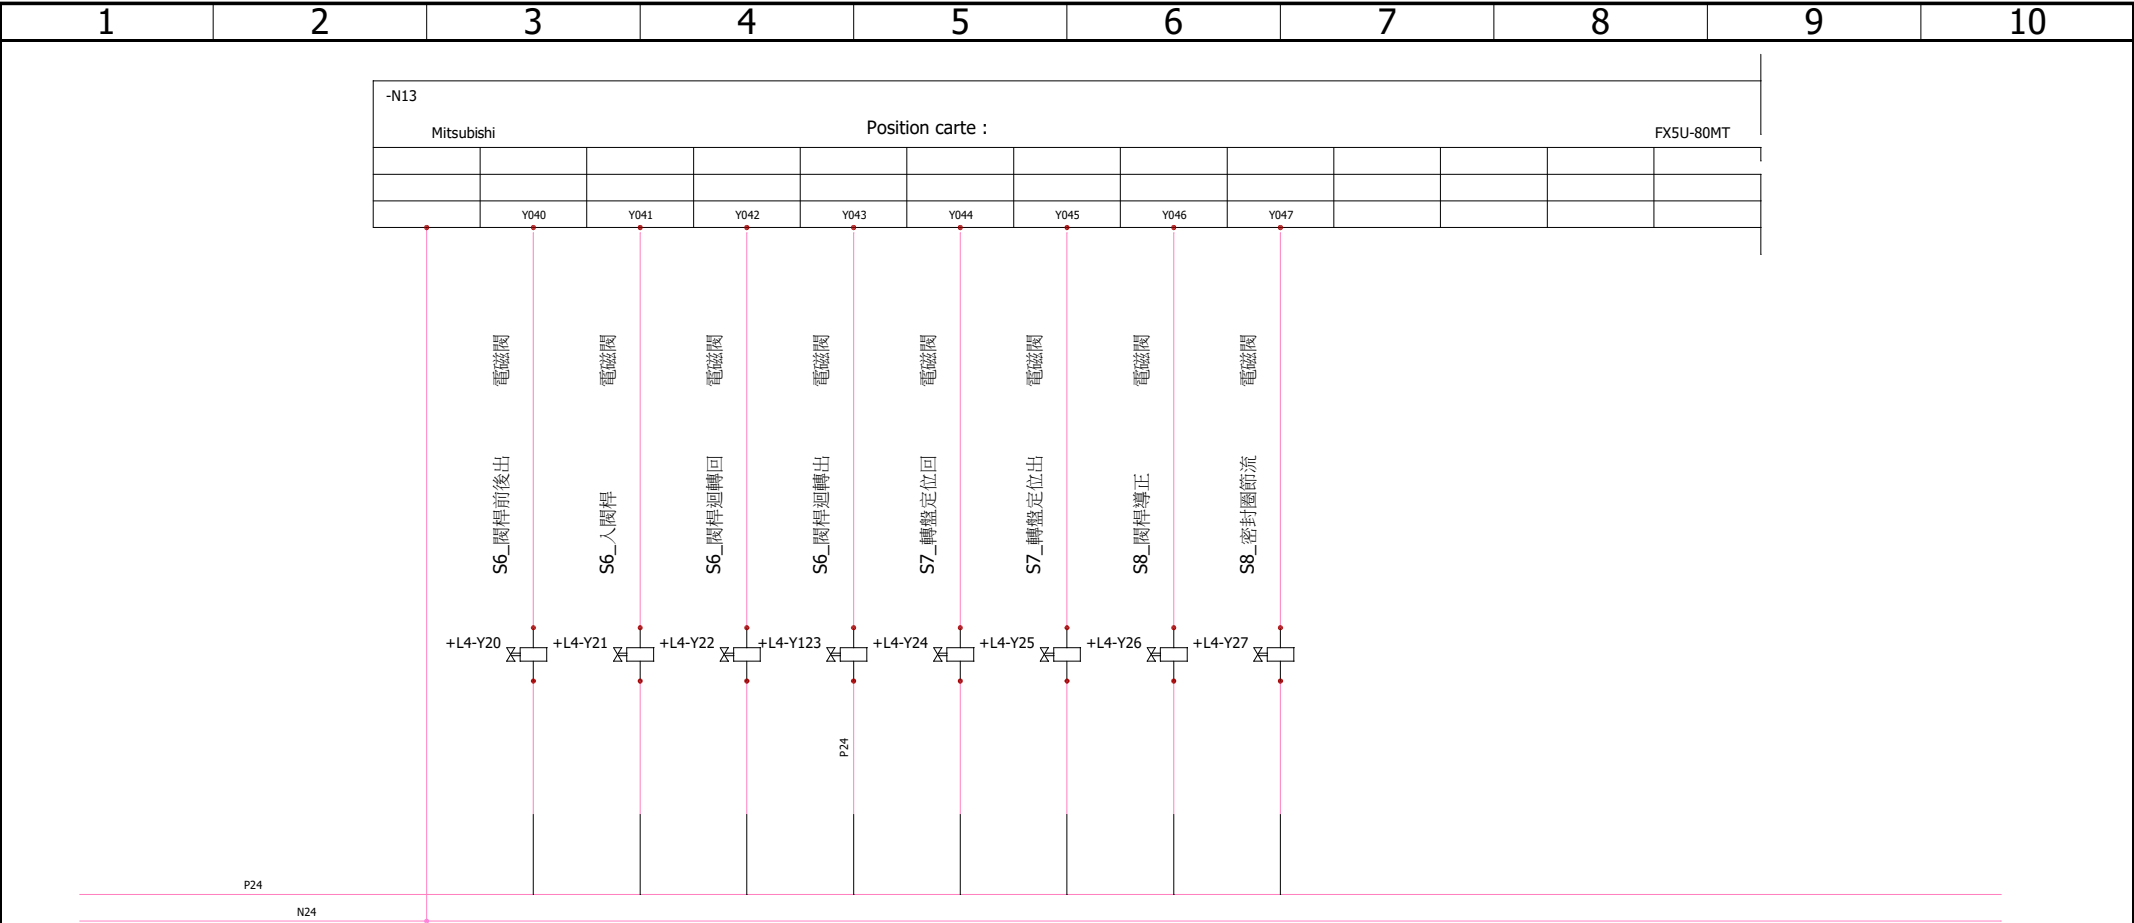 1 2 3 4 5 6 7 8 9 10
-N13
Mitsubishi Position carte : FX5U-80MT
Y040 Y041 Y042 Y043 Y044 Y045 Y046 Y047
S6_閥桿前後出 電磁閥
S6_入閥桿 電磁閥
S6_閥桿迴轉回 電磁閥
S6_閥桿迴轉出 電磁閥
S7_轉盤定位回 電磁閥
S7_轉盤定位出 電磁閥
S8_閥桿導正 電磁閥
S8_密封圈節流 電磁閥
+L4-Y20 +L4-Y21 +L4-Y22 +L4-Y123 +L4-Y24 +L4-Y25 +L4-Y26 +L4-Y27
P24
P24
N24